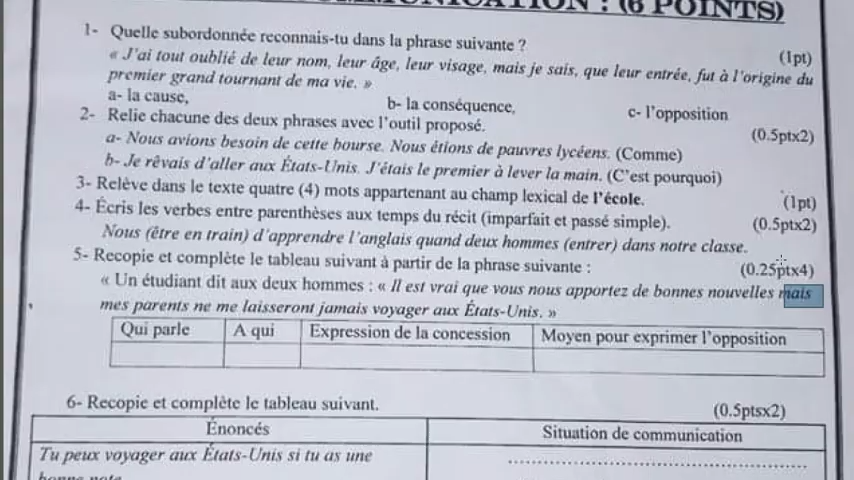 : (6 POINTS)
1- Quelle subordonnée reconnais-tu dans la phrase suivante ? (1pt)
« J'ai tout oublié de leur nom, leur âge, leur visage, mais je sais, que leur entrée, fut à l'origine du
premier grand tournant de ma vie. »
a- la cause, b- la conséquence, c- l'opposition
2- Relie chacune des deux phrases avec l'outil proposé. (0.5ptx2)
a- Nous avions besoin de cette bourse. Nous étions de pauvres lycéens. (Comme)
b- Je rêvais d'aller aux États-Unis. J'étais le premier à lever la main. (C'est pourquoi)
3- Relève dans le texte quatre (4) mots appartenant au champ lexical de l'école. (1pt)
4- Écris les verbes entre parenthèses aux temps du récit (imparfait et passé simple). (0.5ptx2)
Nous (être en train) d'apprendre l'anglais quand deux hommes (entrer) dans notre classe.
5- Recopie et complète le tableau suivant à partir de la phrase suivante : (0.25ptx4)
« Un étudiant dit aux deux hommes : « Il est vrai que vous nous apportez de bonnes nouvelles mais
mes parents ne me laisseront jamais voyager aux États-Unis. »
Qui parle A qui Expression de la concession Moyen pour exprimer l'opposition
6- Recopie et complète le tableau suivant. (0.5ptsx2)
Énoncés Situation de communication
Tu peux voyager aux États-Unis si tu as une
bonne note